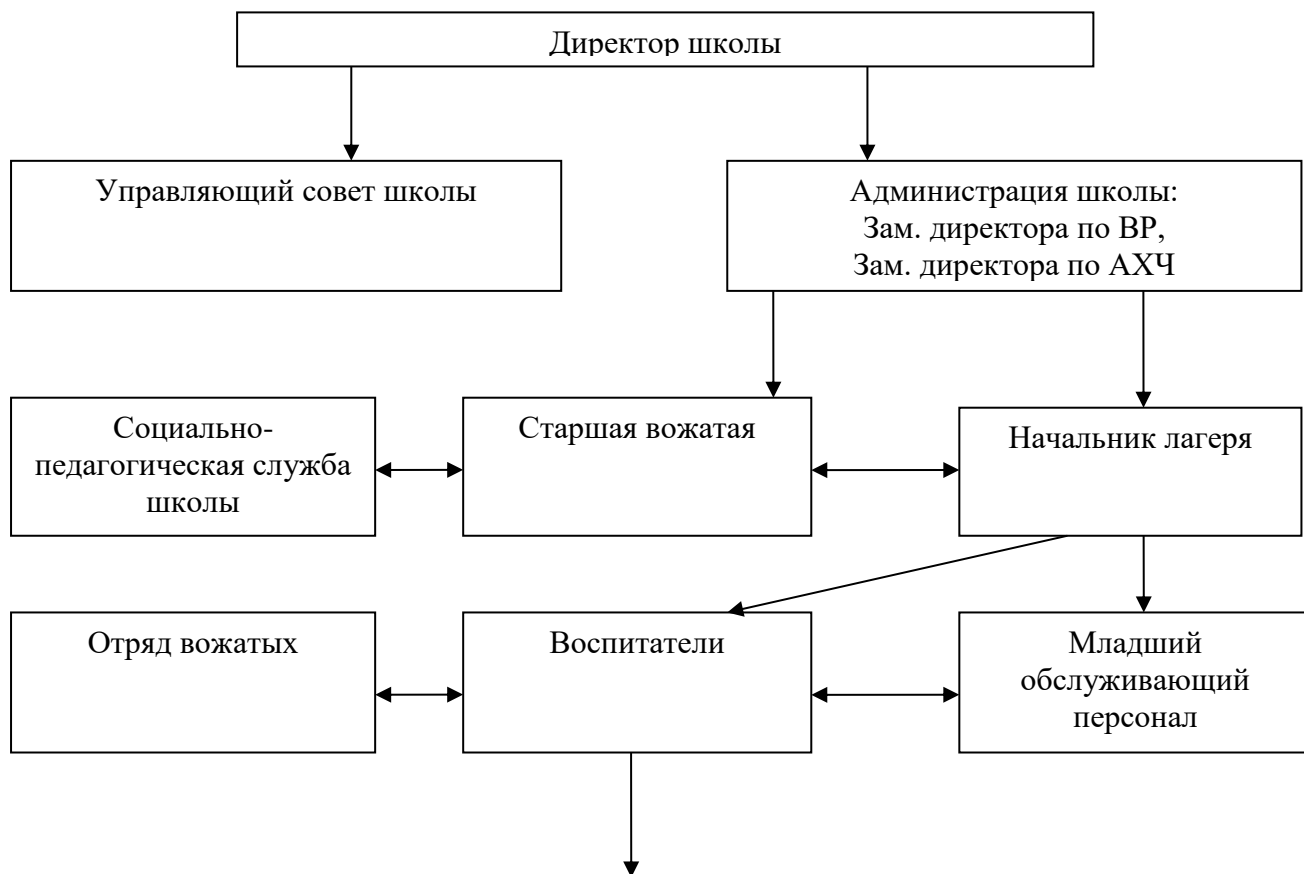 Директор школы
Управляющий совет школы
Администрация школы:
Зам. директора по ВР,
Зам. директора по АХЧ
Социально-
педагогическая служба
школы
Старшая вожатая
Начальник лагеря
Отряд вожатых
Воспитатели
Младший
обслуживающий
персонал